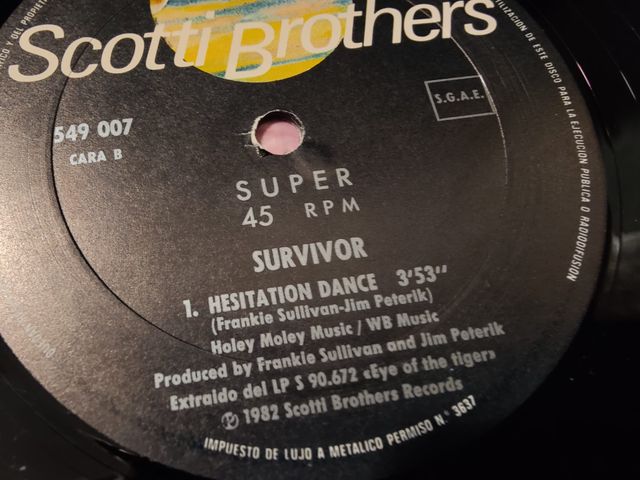 Scotti Brothers
S.G.A.E.
549 007
CARA B
SUPER
45 RPM
SURVIVOR
1. HESITATION DANCE 3'53"
(Frankie Sullivan-Jim Peterik)
Holey Moley Music / WB Music
Produced by Frankie Sullivan and Jim Peterik
Extraido del LP S 90.672 «Eye of the tiger»
℗ 1982 Scotti Brothers Records
IMPUESTO DE LUJO A METALICO PERMISO N.° 3637
DE ESTE DISCO PARA LA EJECUCION PUBLICA O RADIODIFUSION
Y DEL